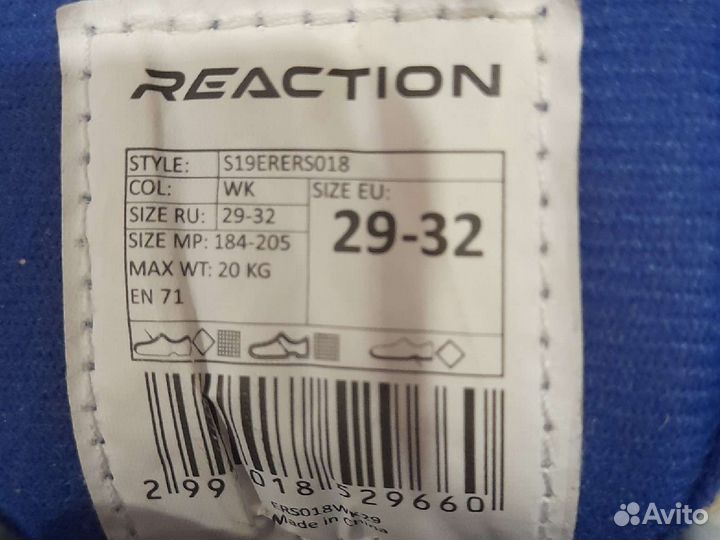 REACTION
STYLE: S19ERERS018
COL: WK SIZE EU:
SIZE RU: 29-32 29-32
SIZE MP: 184-205
MAX WT: 20 KG
EN 71
2 99 018 529660
ERS018WK29
Made in China
Avito